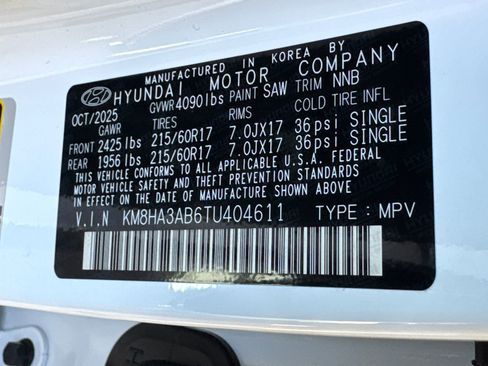 MANUFACTURED IN KOREA BY
HYUNDAI MOTOR COMPANY
OCT/2025 GVWR 4090 lbs PAINT SAW TRIM NNB
GAWR TIRES RIMS COLD TIRE INFL
FRONT 2425 lbs 215/60R17 7.0JX17 36psi SINGLE
REAR 1956 lbs 215/60R17 7.0JX17 36psi SINGLE
THIS VEHICLE CONFORMS TO ALL APPLICABLE U.S.A. FEDERAL
MOTOR VEHICLE SAFETY AND THEFT PREVENTION STANDARDS
IN EFFECT ON THE DATE OF MANUFACTURE SHOWN ABOVE
V.I.N KM8HA3AB6TU404611 TYPE : MPV